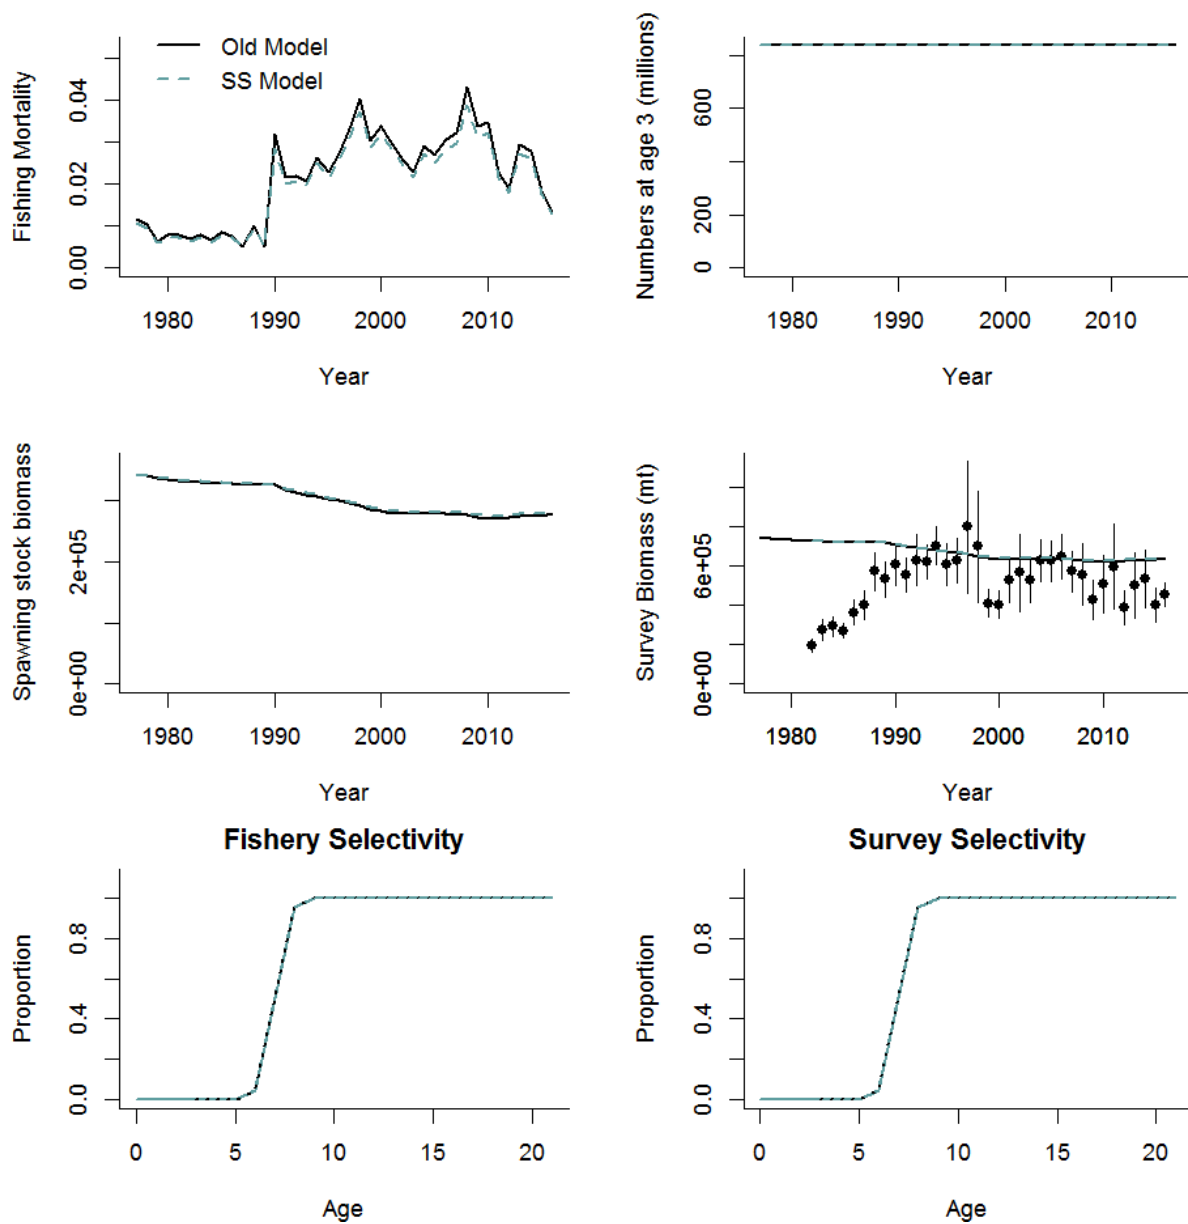 Old Model
SS Model
Fishing Mortality
0.00 0.02 0.04
1980 1990 2000 2010
Year
Numbers at age 3 (millions)
0 200 600
1980 1990 2000 2010
Year
Spawning stock biomass
0e+00 2e+05
1980 1990 2000 2010
Year
Survey Biomass (mt)
0e+00 6e+05
1980 1990 2000 2010
Year
Fishery Selectivity
Proportion
0.0 0.4 0.8
0 5 10 15 20
Age
Survey Selectivity
Proportion
0.0 0.4 0.8
0 5 10 15 20
Age